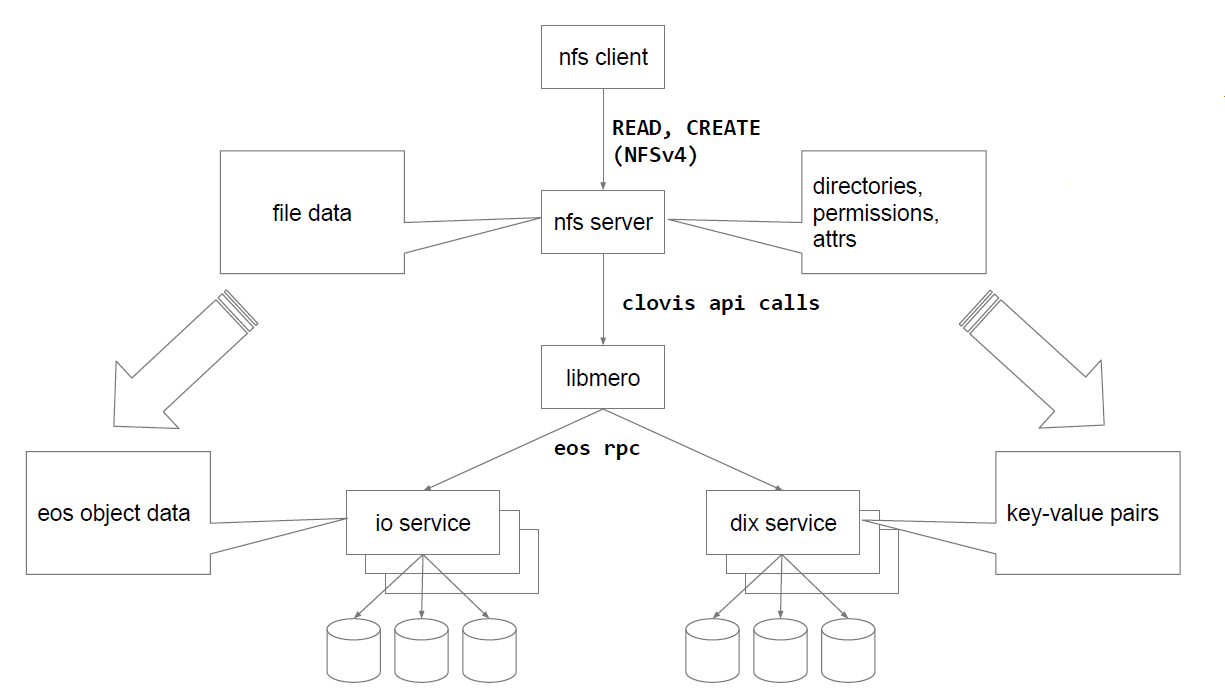 nfs client
READ, CREATE
(NFSv4)
file data
nfs server
directories,
permissions,
attrs
clovis api calls
libmero
eos rpc
eos object data
io service
dix service
key-value pairs